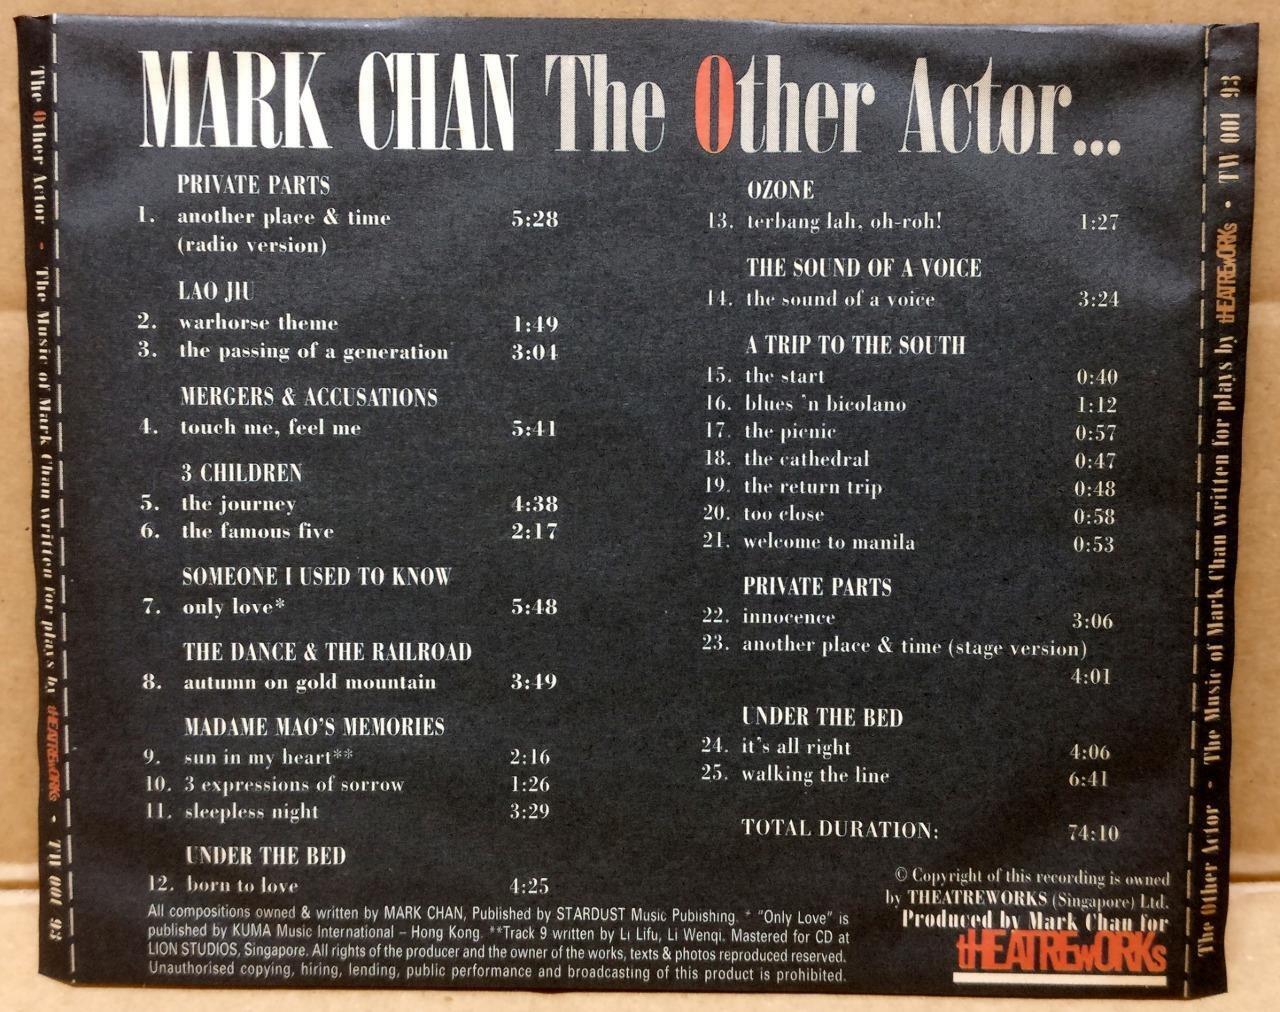 MARK CHAN The Other Actor...
PRIVATE PARTS
1. another place & time 5:28
(radio version)
LAO JIU
2. warhorse theme 1:49
3. the passing of a generation 3:04
MERGERS & ACCUSATIONS
4. touch me, feel me 5:41
3 CHILDREN
5. the journey 4:38
6. the famous five 2:17
SOMEONE I USED TO KNOW
7. only love* 5:48
THE DANCE & THE RAILROAD
8. autumn on gold mountain 3:49
MADAME MAO'S MEMORIES
9. sun in my heart** 2:16
10. 3 expressions of sorrow 1:26
11. sleepless night 3:29
UNDER THE BED
12. born to love 4:25
OZONE
13. terbang lah, oh-roh! 1:27
THE SOUND OF A VOICE
14. the sound of a voice 3:24
A TRIP TO THE SOUTH
15. the start 0:40
16. blues 'n bicolano 1:12
17. the picnic 0:57
18. the cathedral 0:47
19. the return trip 0:48
20. too close 0:58
21. welcome to manila 0:53
PRIVATE PARTS
22. innocence 3:06
23. another place & time (stage version)
4:01
UNDER THE BED
24. it's all right 4:06
25. walking the line 6:41
TOTAL DURATION: 74:10
All compositions owned & written by MARK CHAN, Published by STARDUST Music Publishing. * "Only Love" is
published by KUMA Music International – Hong Kong. **Track 9 written by Li Lifu, Li Wenqi. Mastered for CD at
LION STUDIOS, Singapore. All rights of the producer and the owner of the works, texts & photos reproduced reserved.
Unauthorised copying, hiring, lending, public performance and broadcasting of this product is prohibited.
© Copyright of this recording is owned
by THEATREWORKS (Singapore) Ltd.
Produced by Mark Chan for
tHEATREwORKs
The Other Actor - The Music of Mark Chan written for plays by tHEATREwORKs • TW 001 93
The Other Actor - The Music of Mark Chan written for plays by tHEATREwORKs • TW 001 93